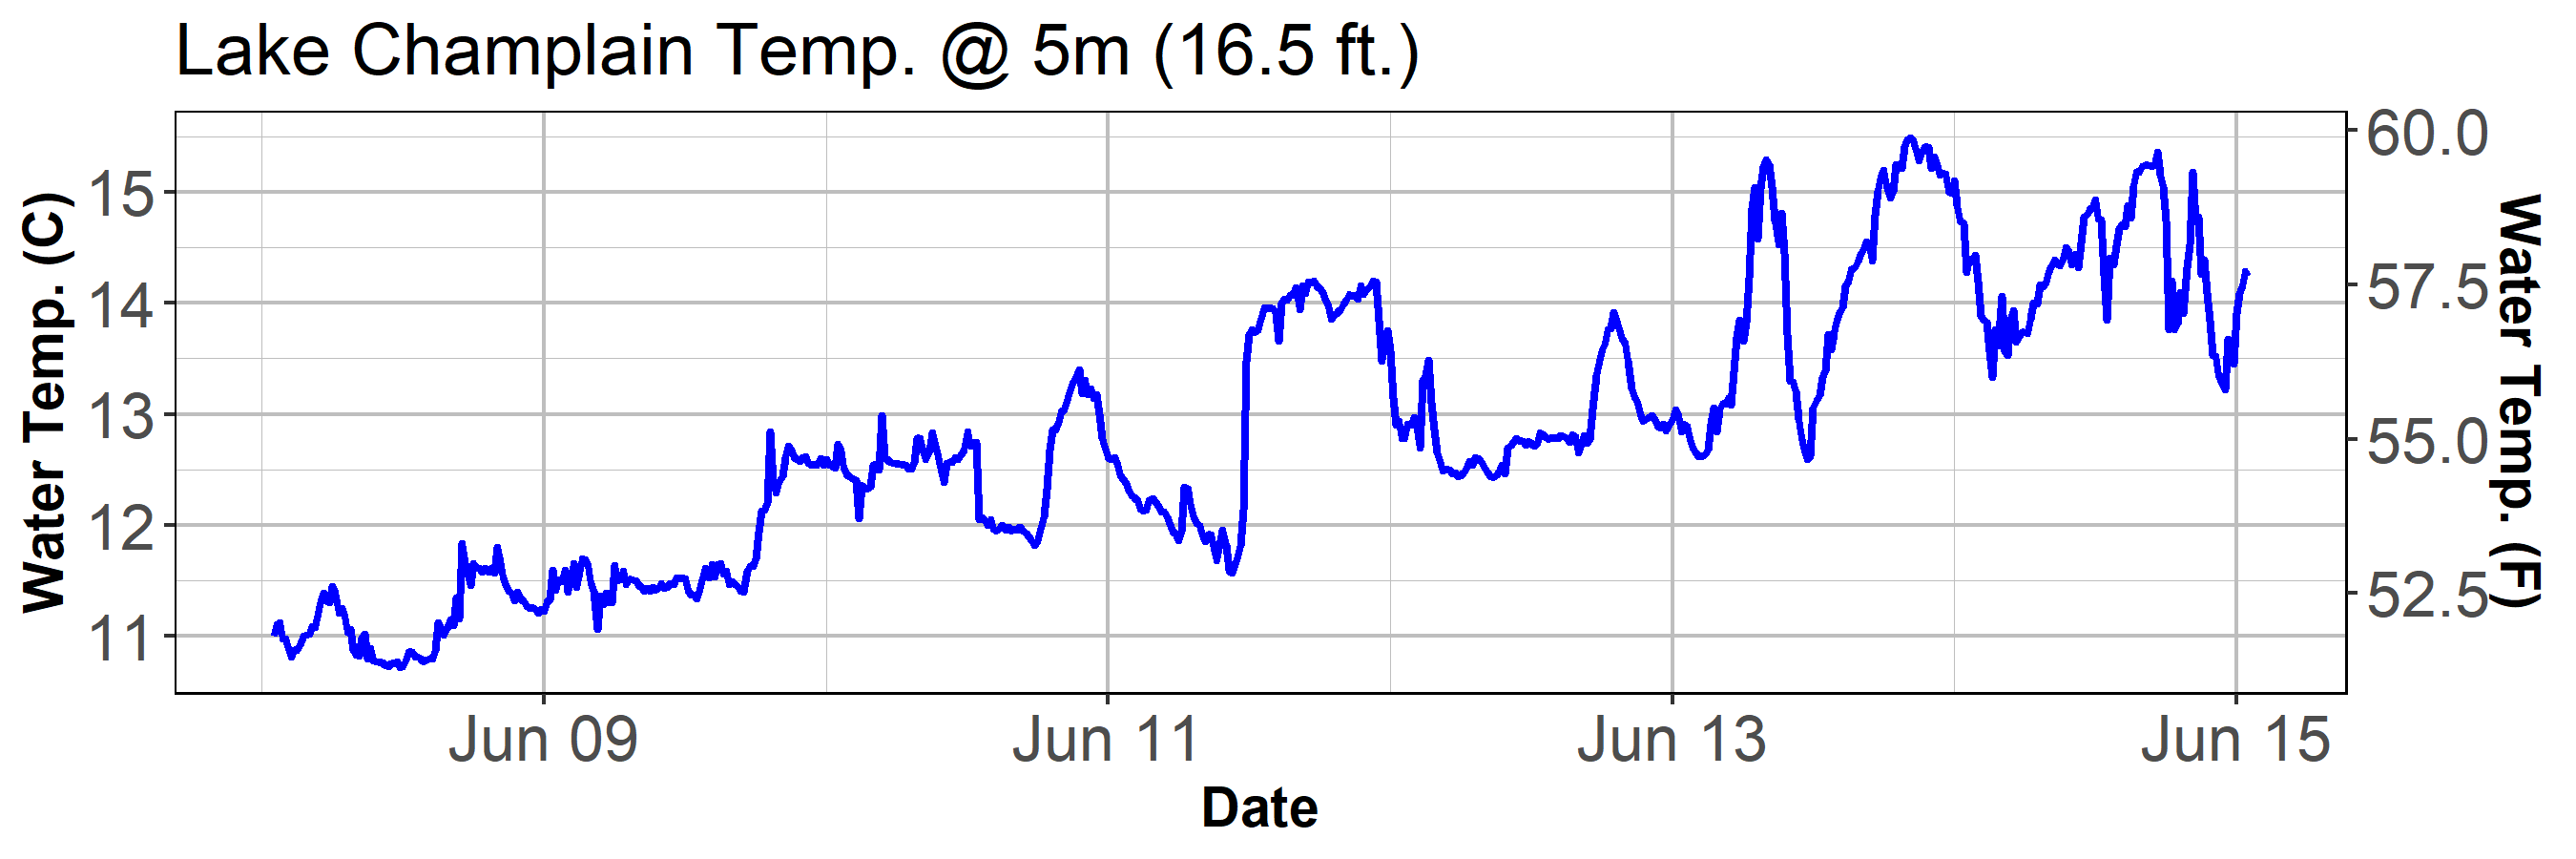 Lake Champlain Temp. @ 5m (16.5 ft.)
Water Temp. (C)
15
14
13
12
11
60.0
57.5
55.0
52.5
Water Temp. (F)
Jun 09
Jun 11
Jun 13
Jun 15
Date